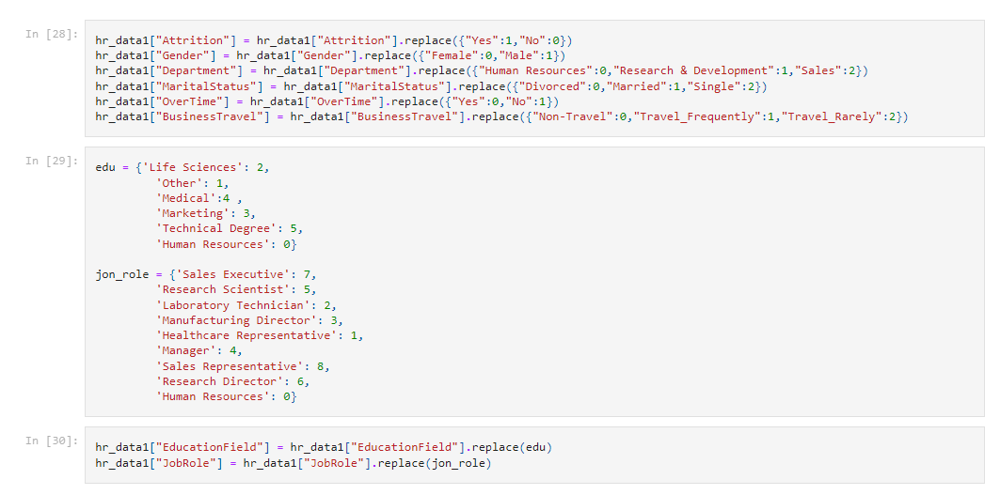 In [28]:
hr_data1["Attrition"] = hr_data1["Attrition"].replace({"Yes":1,"No":0})
hr_data1["Gender"] = hr_data1["Gender"].replace({"Female":0,"Male":1})
hr_data1["Department"] = hr_data1["Department"].replace({"Human Resources":0,"Research & Development":1,"Sales":2})
hr_data1["MaritalStatus"] = hr_data1["MaritalStatus"].replace({"Divorced":0,"Married":1,"Single":2})
hr_data1["OverTime"] = hr_data1["OverTime"].replace({"Yes":0,"No":1})
hr_data1["BusinessTravel"] = hr_data1["BusinessTravel"].replace({"Non-Travel":0,"Travel_Frequently":1,"Travel_Rarely":2})
In [29]:
edu = {'Life Sciences': 2,
'Other': 1,
'Medical':4 ,
'Marketing': 3,
'Technical Degree': 5,
'Human Resources': 0}
jon_role = {'Sales Executive': 7,
'Research Scientist': 5,
'Laboratory Technician': 2,
'Manufacturing Director': 3,
'Healthcare Representative': 1,
'Manager': 4,
'Sales Representative': 8,
'Research Director': 6,
'Human Resources': 0}
In [30]:
hr_data1["EducationField"] = hr_data1["EducationField"].replace(edu)
hr_data1["JobRole"] = hr_data1["JobRole"].replace(jon_role)